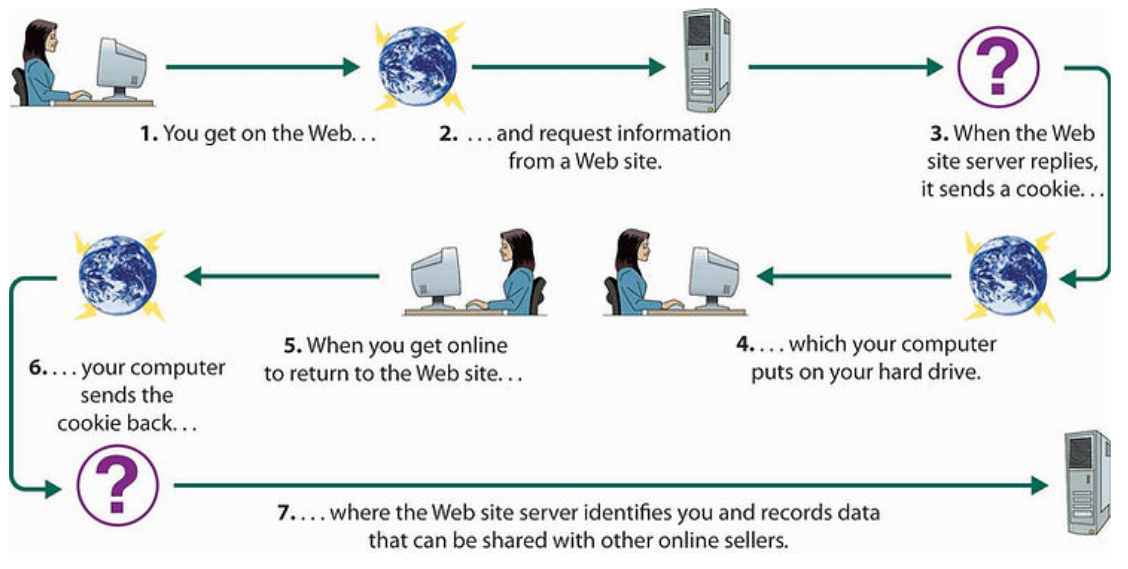 1. You get on the Web. . .
2. . . . and request information
from a Web site.
?
3. When the Web
site server replies,
it sends a cookie. . .
4. . . . which your computer
puts on your hard drive.
5. When you get online
to return to the Web site. . .
6. . . . your computer
sends the
cookie back. . .
?
7. . . . where the Web site server identifies you and records data
that can be shared with other online sellers.